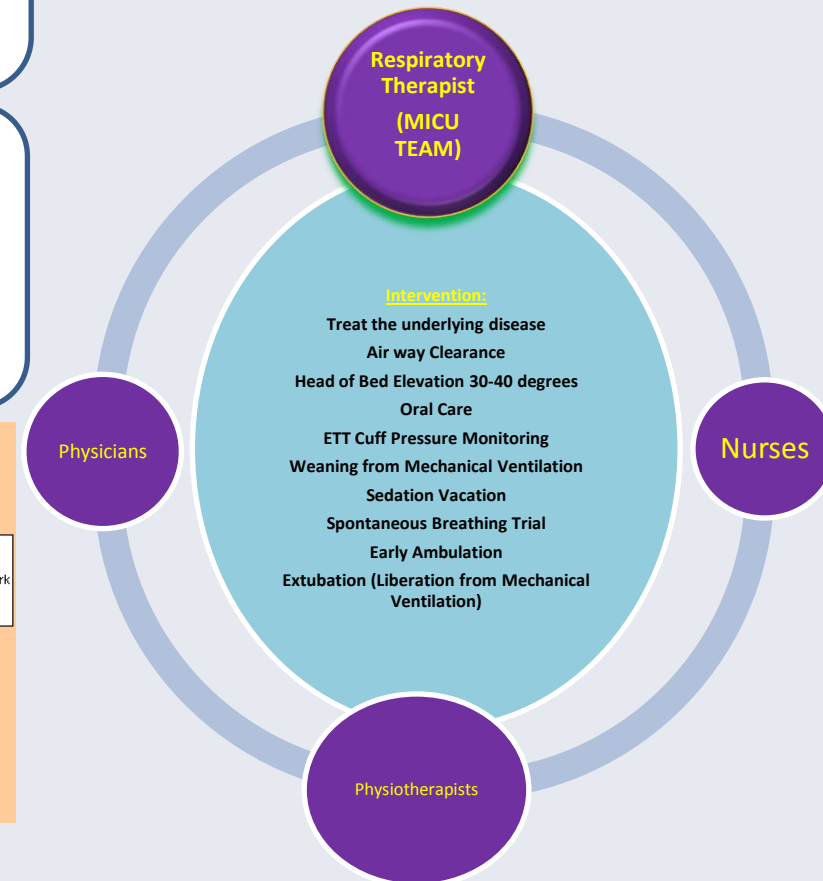 Respiratory
Therapist
(MICU
TEAM)
Intervention:
Treat the underlying disease
Air way Clearance
Head of Bed Elevation 30-40 degrees
Oral Care
ETT Cuff Pressure Monitoring
Weaning from Mechanical Ventilation
Sedation Vacation
Spontaneous Breathing Trial
Early Ambulation
Extubation (Liberation from Mechanical
Ventilation)
Physicians
Nurses
Physiotherapists